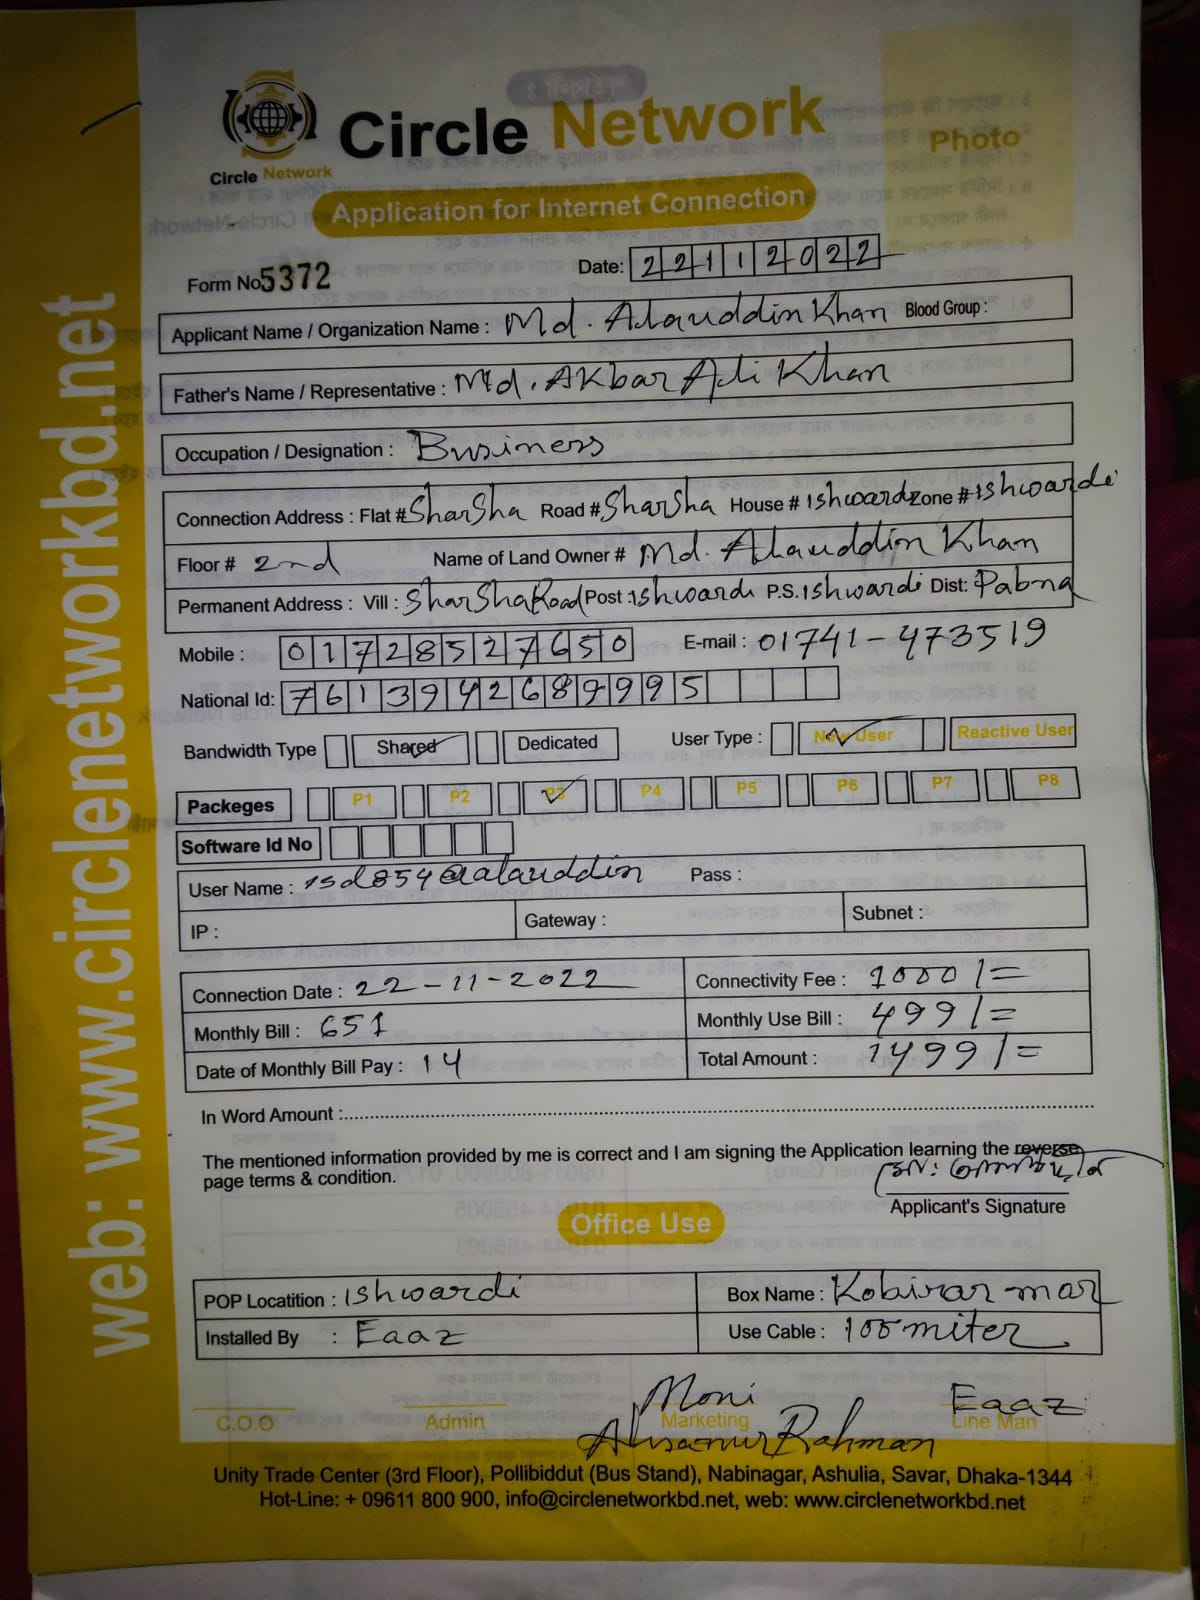 Circle Network
Circle Network
Photo
Application for Internet Connection
Form No 5372
Date: 22112022
Applicant Name / Organization Name : Md. Alauddin Khan Blood Group :
Father's Name / Representative : Md. Akbar Ali Khan
Occupation / Designation : Business
Connection Address : Flat # SharSha Road # Sharsha House # Ishwardi Zone # Ishwardi
Floor # 2nd Name of Land Owner # Md. Alauddin Khan
Permanent Address : Vill : SharSha Road Post : Ishwardi P.S. Ishwardi Dist: Pabna
Mobile : 01728527650 E-mail : 01741-473519
National Id: 7613942689995
Bandwidth Type Shared Dedicated User Type : New User Reactive User
Packeges P1 P2 P3 P4 P5 P6 P7 P8
Software Id No
User Name : isd854@alauddin Pass :
IP : Gateway : Subnet :
Connection Date : 22-11-2022 Connectivity Fee : 1000/=
Monthly Bill : 651 Monthly Use Bill : 499/=
Date of Monthly Bill Pay : 14 Total Amount : 1499/=
In Word Amount :
The mentioned information provided by me is correct and I am signing the Application learning the reverse
page terms & condition.
Applicant's Signature
Office Use
POP Locatition : Ishwardi Box Name : Kobirar mar
Installed By : Eaaz Use Cable : 100 miter
Moni Eaaz
C.O.O Admin Marketing Line Man
Ahsanur Rahman
Unity Trade Center (3rd Floor), Pollibiddut (Bus Stand), Nabinagar, Ashulia, Savar, Dhaka-1344
Hot-Line: + 09611 800 900, info@circlenetworkbd.net, web: www.circlenetworkbd.net
web: www.circlenetworkbd.net